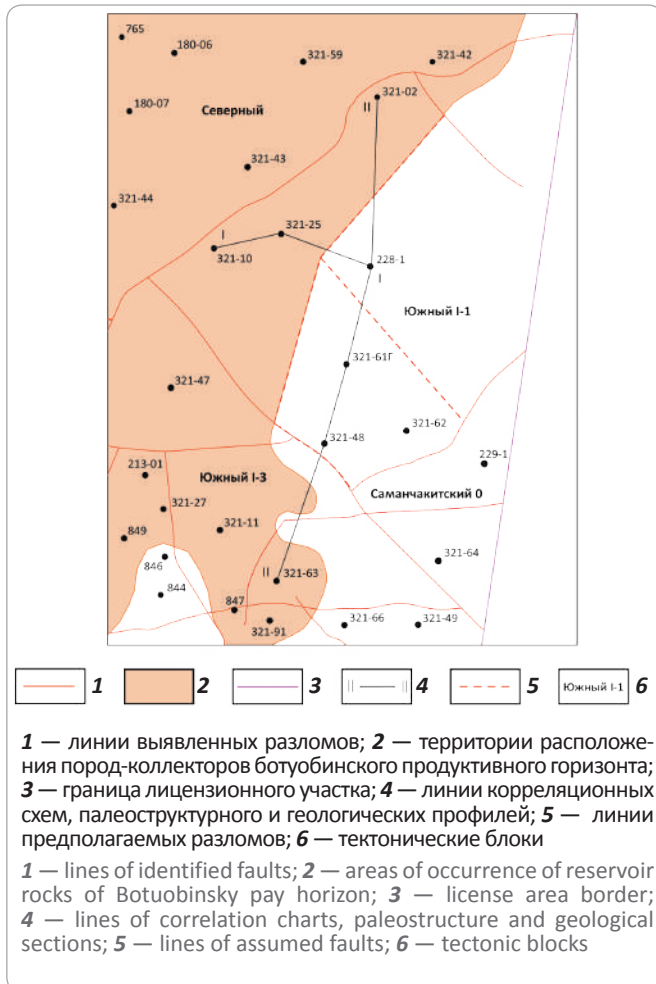 765
180-06
321-59
321-42
321-02
II
180-07
Северный
321-43
321-44
321-25
I
321-10
228-1
I
Южный I-1
321-61Г
321-47
321-62
321-48
229-1
213-01
Южный I-3
Саманчакитский 0
321-27
321-11
849
846
321-64
844
II
321-63
847
321-91
321-66
321-49
1 2 3 II II 4 5 Южный I-1 6
1 — линии выявленных разломов; 2 — территории расположе-
ния пород-коллекторов ботуобинского продуктивного горизонта;
3 — граница лицензионного участка; 4 — линии корреляционных
схем, палеоструктурного и геологических профилей; 5 — линии
предполагаемых разломов; 6 — тектонические блоки
1 — lines of identified faults; 2 — areas of occurrence of reservoir
rocks of Botuobinsky pay horizon; 3 — license area border;
4 — lines of correlation charts, paleostructure and geological
sections; 5 — lines of assumed faults; 6 — tectonic blocks